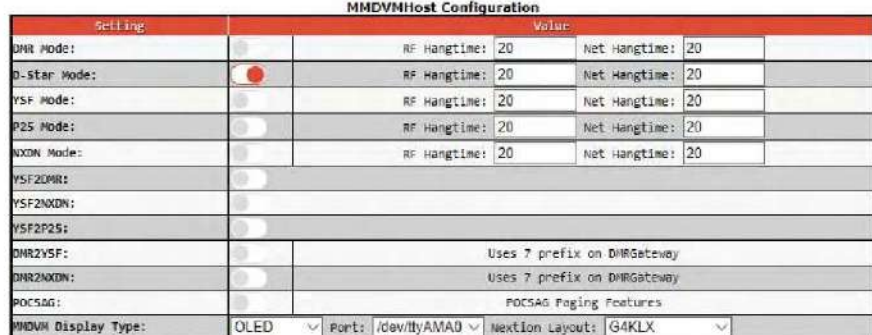 MMDVMHost Configuration
Setting Value
DMR Mode: RF Hangtime: 20 Net Hangtime: 20
D-Star Mode: RF Hangtime: 20 Net Hangtime: 20
YSF Mode: RF Hangtime: 20 Net Hangtime: 20
P25 Mode: RF Hangtime: 20 Net Hangtime: 20
NXDN Mode: RF Hangtime: 20 Net Hangtime: 20
YSF2DMR:
YSF2NXDN:
YSF2P25:
DMR2YSF: Uses 7 prefix on DMRGateway
DMR2NXDN: Uses 7 prefix on DMRGateway
POCSAG: POCSAG Paging Features
MMDVM Display Type: OLED Port: /dev/ttyAMA0 Nextion Layout: G4KLX